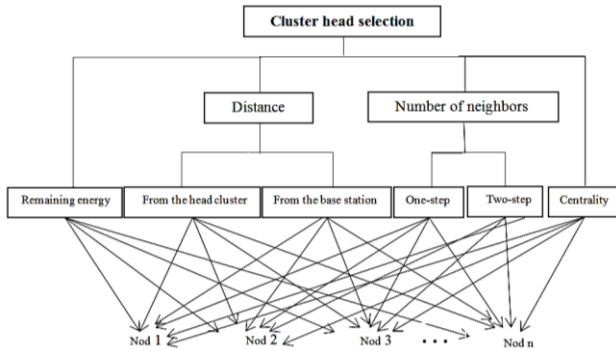 Cluster head selection
Distance
Number of neighbors
Remaining energy
From the head cluster
From the base station
One-step
Two-step
Centrality
Nod 1
Nod 2
Nod 3
• • •
Nod n